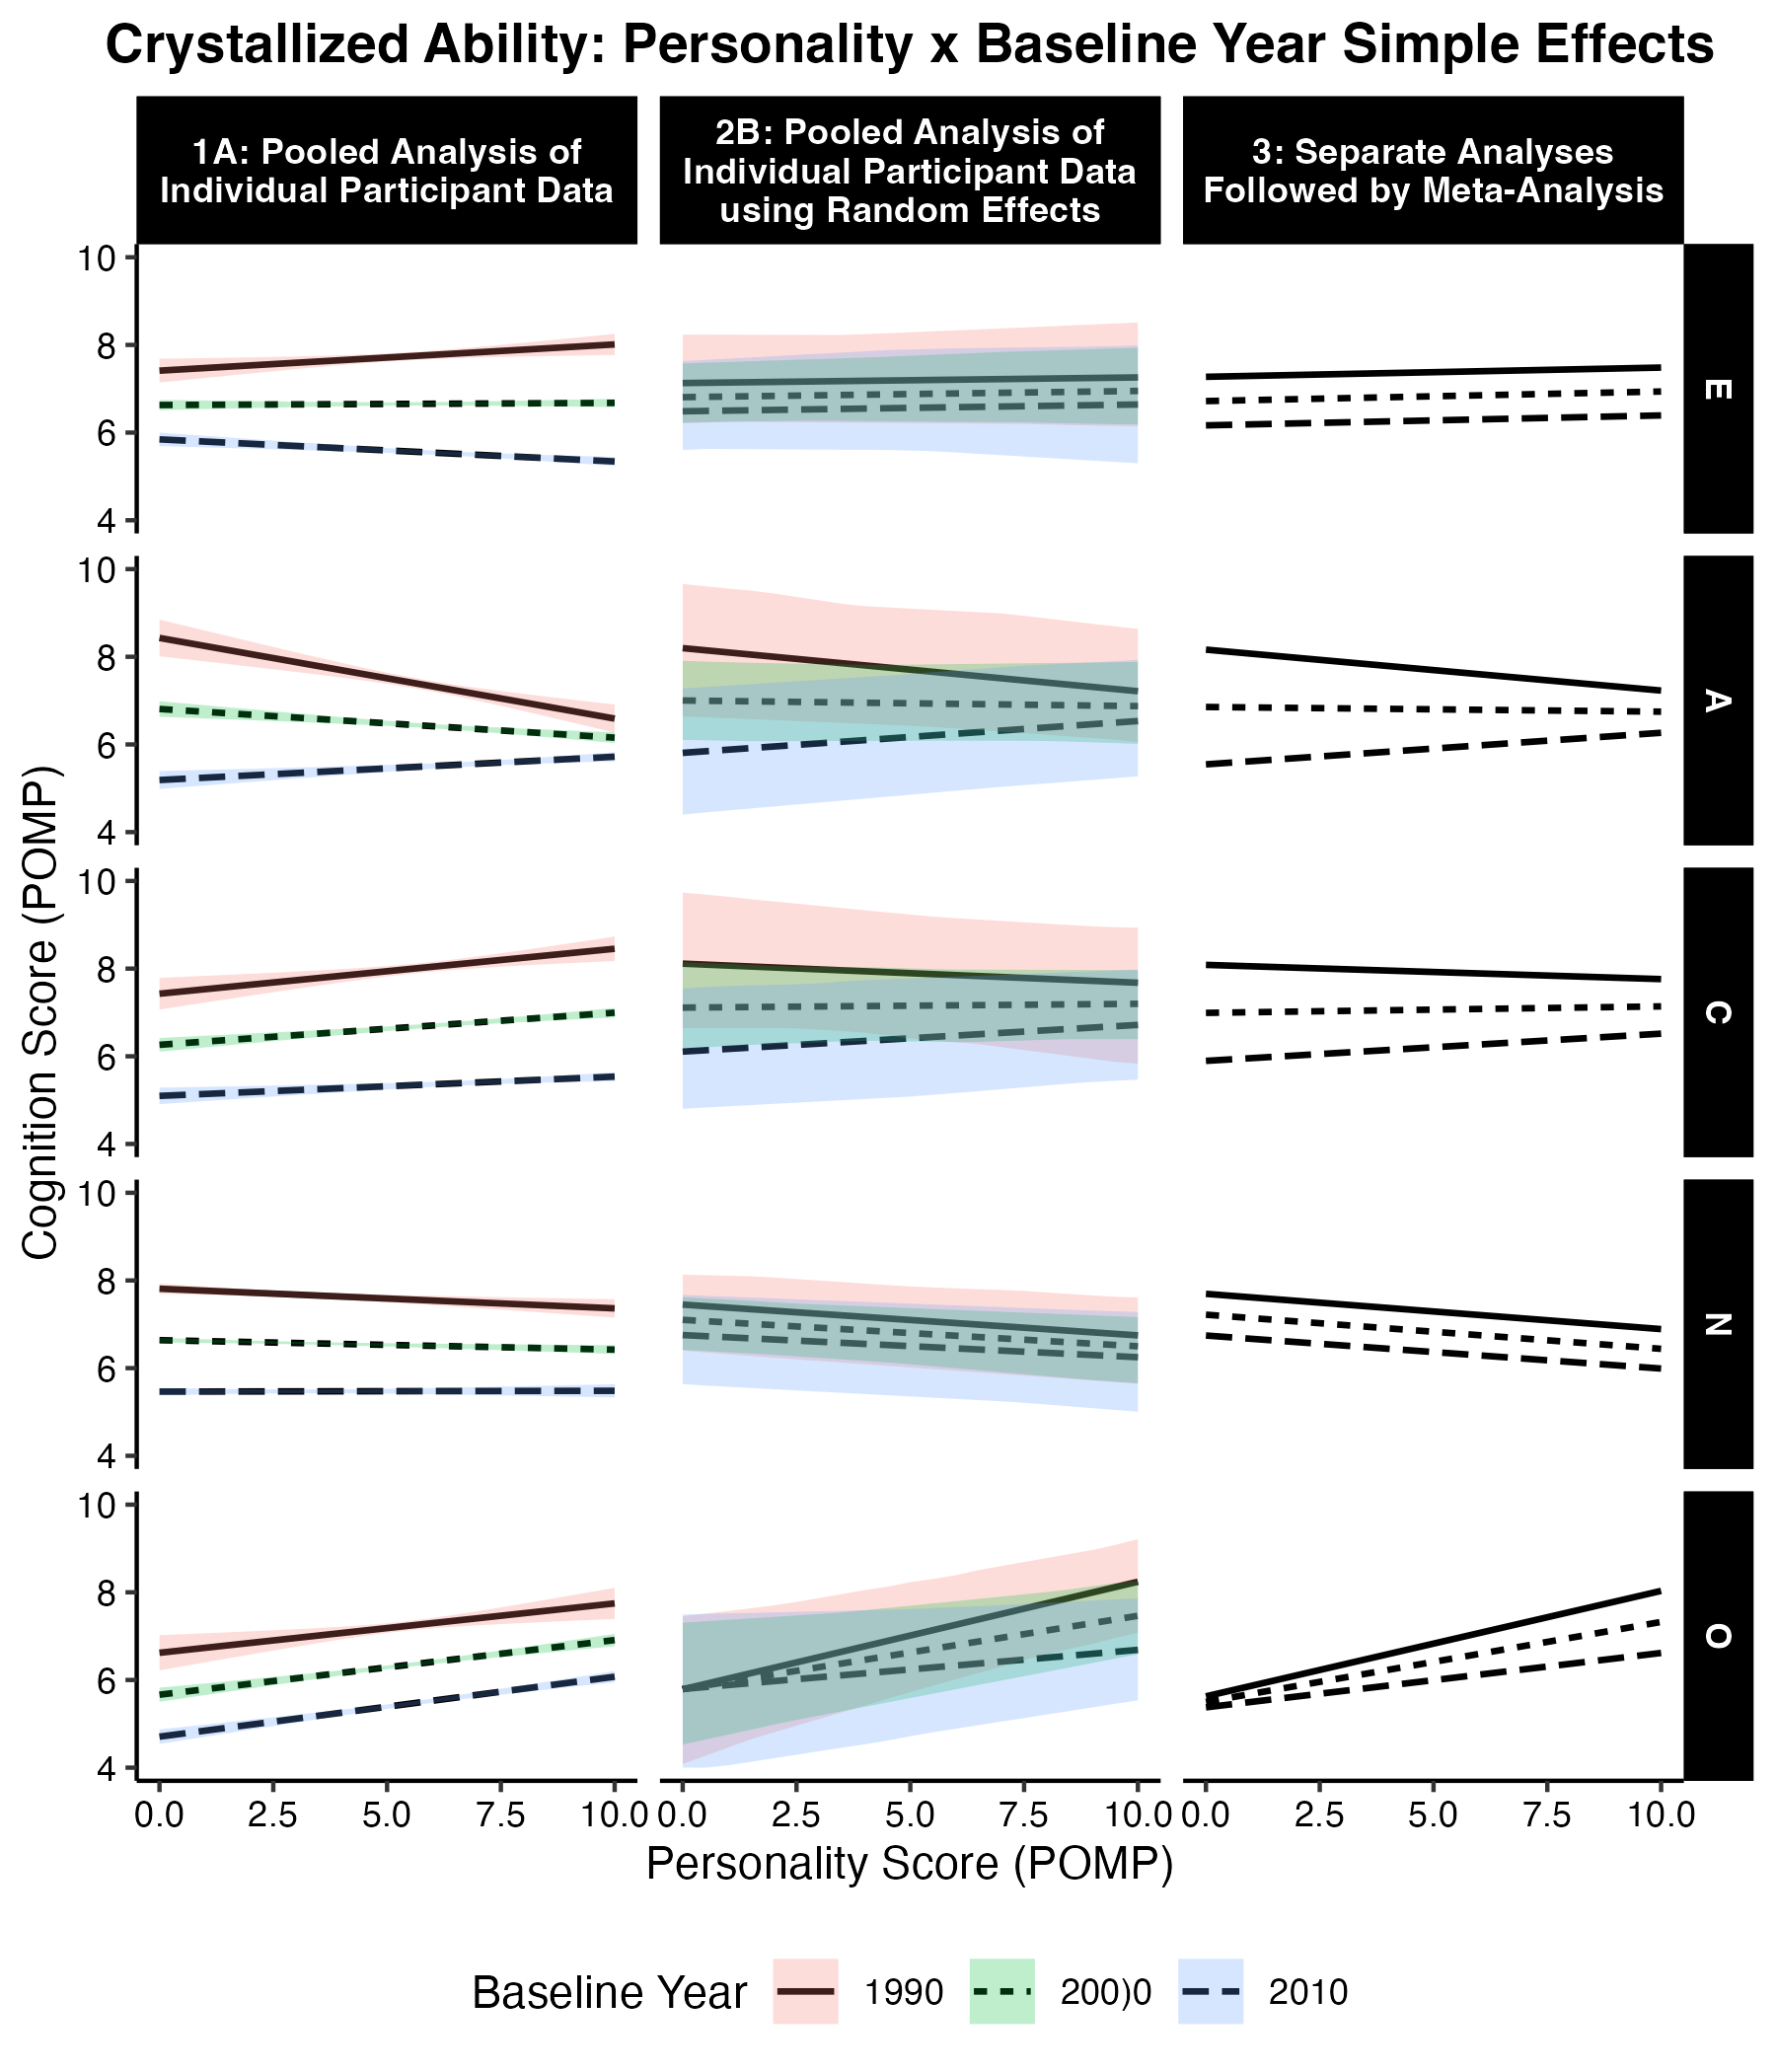 Crystallized Ability: Personality x Baseline Year Simple Effects
1A: Pooled Analysis of
Individual Participant Data
2B: Pooled Analysis of
Individual Participant Data
using Random Effects
3: Separate Analyses
Followed by Meta-Analysis
Cognition Score (POMP)
10
8
6
4
E
10
8
6
4
A
10
8
6
4
C
10
8
6
4
N
10
8
6
4
O
0.0 2.5 5.0 7.5 10.0 0.0 2.5 5.0 7.5 10.0 0.0 2.5 5.0 7.5 10.0
Personality Score (POMP)
Baseline Year 1990 200)0 2010